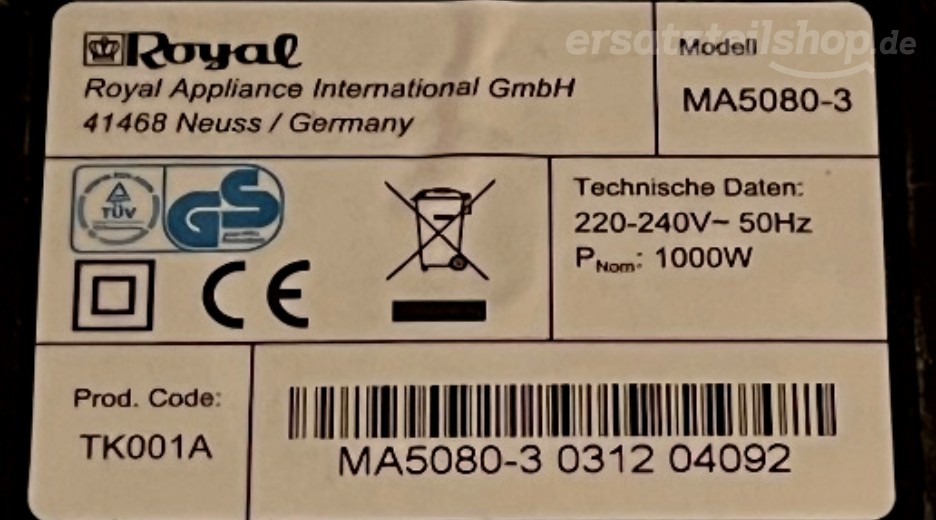 Royal
Royal Appliance International GmbH
41468 Neuss / Germany
ersatzteilshop.de
Modell
MA5080-3
TÜV
GS
CE
Technische Daten:
220-240V~ 50Hz
PNom: 1000W
Prod. Code:
TK001A
MA5080-3 0312 04092